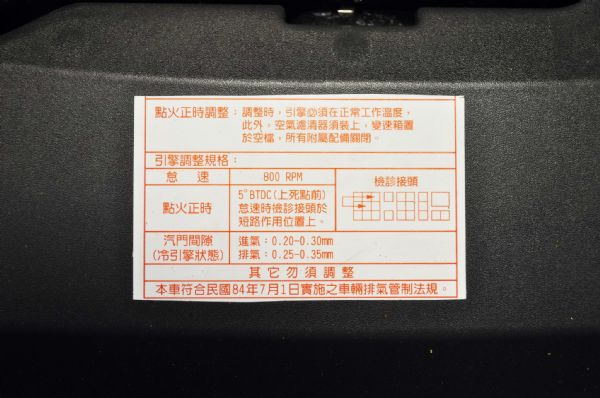 點火正時調整：調整時，引擎必須在正常工作溫度，
此外，空氣濾清器須裝上，變速箱置
於空檔，所有附屬配備關閉。
引擎調整規格：
怠速 800 RPM
檢診接頭
點火正時 5°BTDC(上死點前)
怠速時檢診接頭於
短路作用位置上。
汽門間隙 進氣：0.20-0.30mm
(冷引擎狀態) 排氣：0.25-0.35mm
其它勿須調整
本車符合民國84年7月1日實施之車輛排氣管制法規。